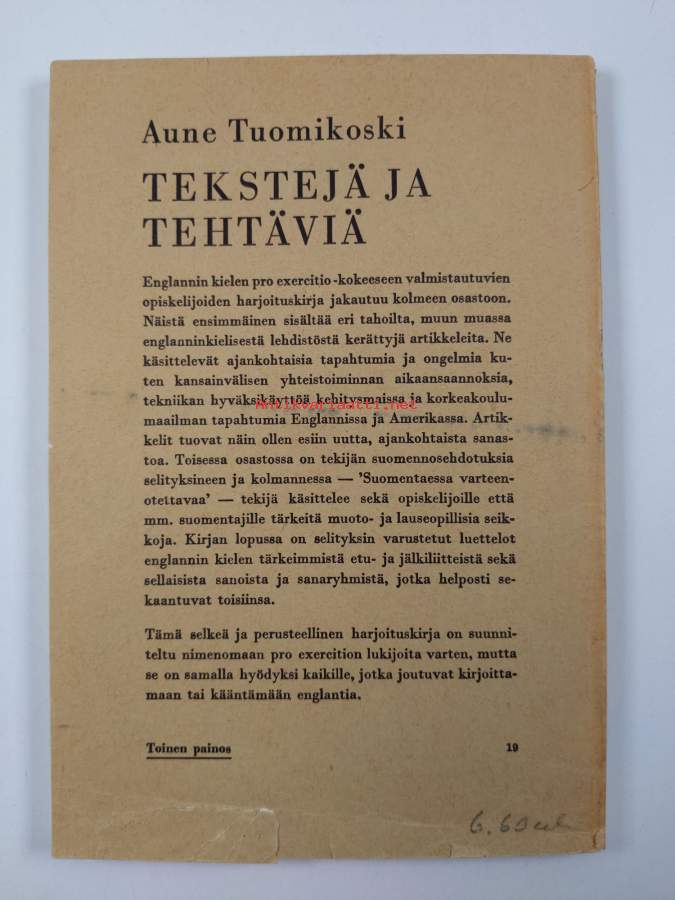 Aune Tuomikoski
TEKSTEJÄ JA
TEHTÄVIÄ
Englannin kielen pro exercitio -kokeeseen valmistautuvien
opiskelijoiden harjoituskirja jakautuu kolmeen osastoon.
Näistä ensimmäinen sisältää eri tahoilta, muun muassa
englanninkielisestä lehdistöstä kerättyjä artikkeleita. Ne
käsittelevät ajankohtaisia tapahtumia ja ongelmia ku-
ten kansainvälisen yhteistoiminnan aikaansaannoksia,
tekniikan hyväksikäyttöä kehitysmaissa ja korkeakoulu-
Antikvariaatti.net
maailman tapahtumia Englannissa ja Amerikassa. Artik-
kelit tuovat näin ollen esiin uutta, ajankohtaista sanas-
toa. Toisessa osastossa on tekijän suomennosehdotuksia
selityksineen ja kolmannessa — 'Suomentaessa varteen-
otettavaa' — tekijä käsittelee sekä opiskelijoille että
mm. suomentajille tärkeitä muoto- ja lauseopillisia seik-
koja. Kirjan lopussa on selityksin varustetut luettelot
englannin kielen tärkeimmistä etu- ja jälkiliitteistä sekä
sellaisista sanoista ja sanaryhmistä, jotka helposti se-
kaantuvat toisiinsa.
Tämä selkeä ja perusteellinen harjoituskirja on suunni-
teltu nimenomaan pro exercition lukijoita varten, mutta
se on samalla hyödyksi kaikille, jotka joutuvat kirjoitta-
maan tai kääntämään englantia.
Toinen painos 19
6.60